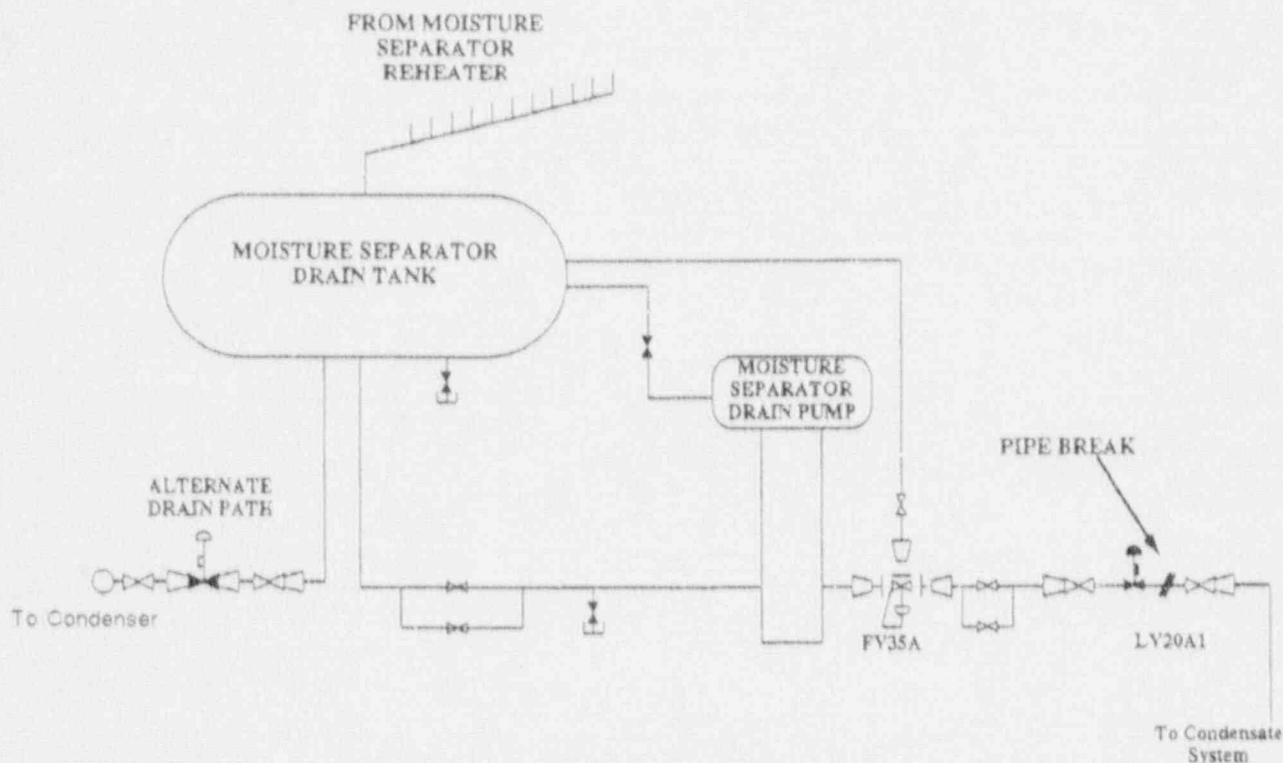 FROM MOISTURE
SEPARATOR
REHEATER
MOISTURE SEPARATOR
DRAIN TANK
MOISTURE
SEPARATOR
DRAIN PUMP
PIPE BREAK
ALTERNATE
DRAIN PATH
To Condenser
FV35A
LV20A1
To Condensate
System